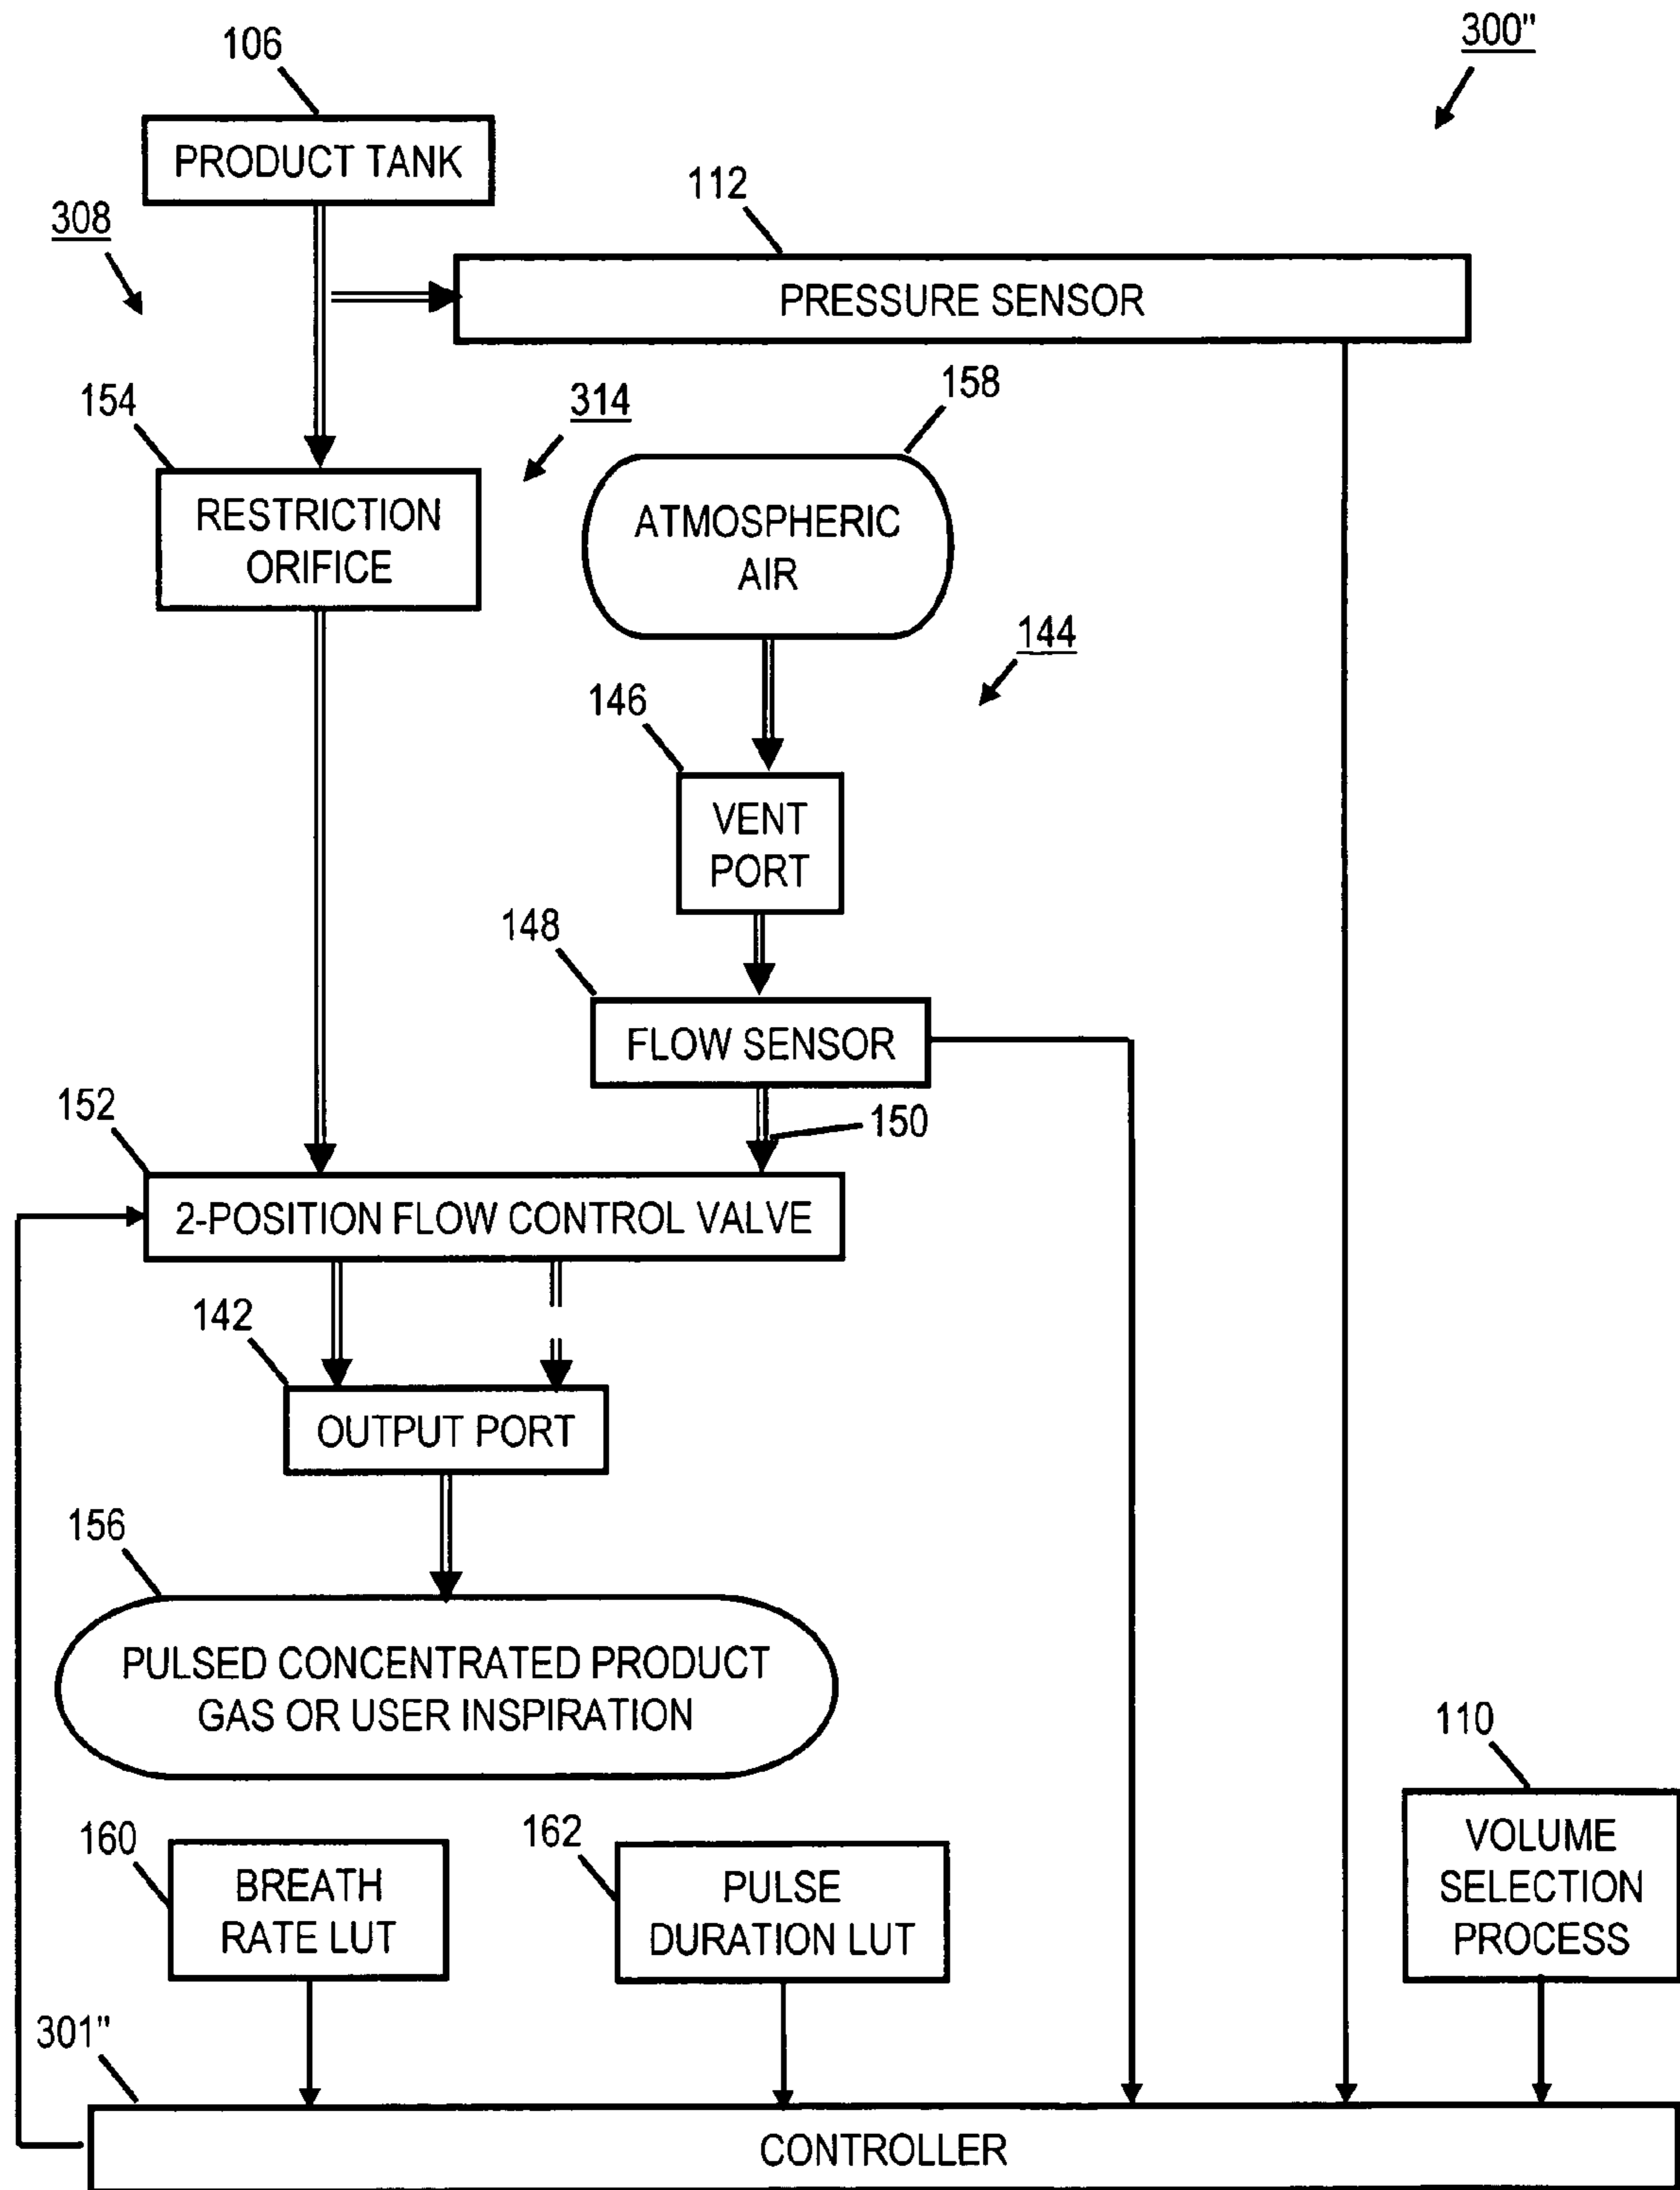 106
300"
PRODUCT TANK
112
308
PRESSURE SENSOR
154
314
158
RESTRICTION
ORIFICE
ATMOSPHERIC
AIR
144
146
VENT
PORT
148
FLOW SENSOR
152
150
2-POSITION FLOW CONTROL VALVE
142
OUTPUT PORT
156
PULSED CONCENTRATED PRODUCT
GAS OR USER INSPIRATION
110
160
BREATH
RATE LUT
162
PULSE
DURATION LUT
VOLUME
SELECTION
PROCESS
301"
CONTROLLER